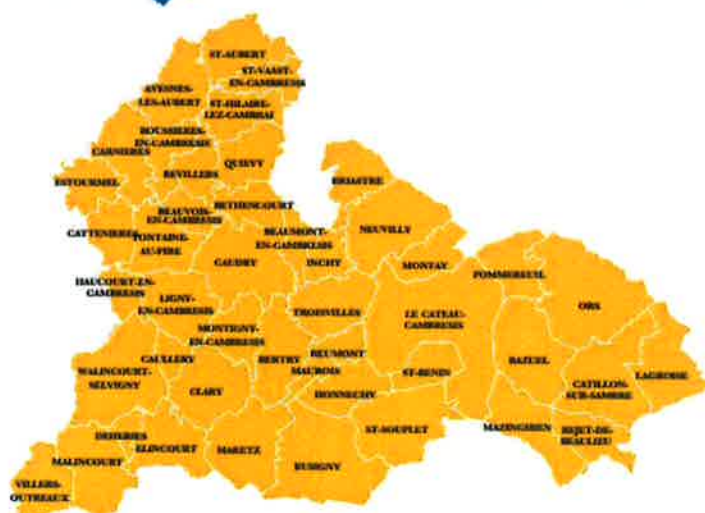 ST-AUBERT
ST-VAAST-
EN-CAMBRESIS
AVESNES-
LES-AUBERT
ST-HILAIRE-
LEZ-CAMBRAI
BOUSSIERES-
EN-CAMBRESIS
CARNIERES
QUIEVY
BEVILLERS
ESTOURMEL
BRIASTRE
BEAUVOIS-
EN-CAMBRESIS
BETHENCOURT
CATTENIERES
FONTAINE-
AU-PIRE
BEAUMONT-
EN-CAMBRESIS
NEUVILLY
CAUDRY
INCHY
MONTAY
POMMEREUIL
HAUCOURT-EN-
CAMBRESIS
LIGNY-
EN-CAMBRESIS
TROISVILLES
LE CATEAU-
CAMBRESIS
ORS
MONTIGNY-
EN-CAMBRESIS
CAULLERY
BERTRY
REUMONT
MAUROIS
ST-BENIN
BAZUEL
WALINCOURT-
SELVIGNY
CLARY
HONNECHY
CATILLON-
SUR-SAMBRE
LAGROISE
ST-SOUPLET
MAZINGHIEN
REJET-DE-
BEAULIEU
DEHERIES
ELINCOURT
MARETZ
BUSIGNY
MALINCOURT
VILLERS-
OUTREAUX